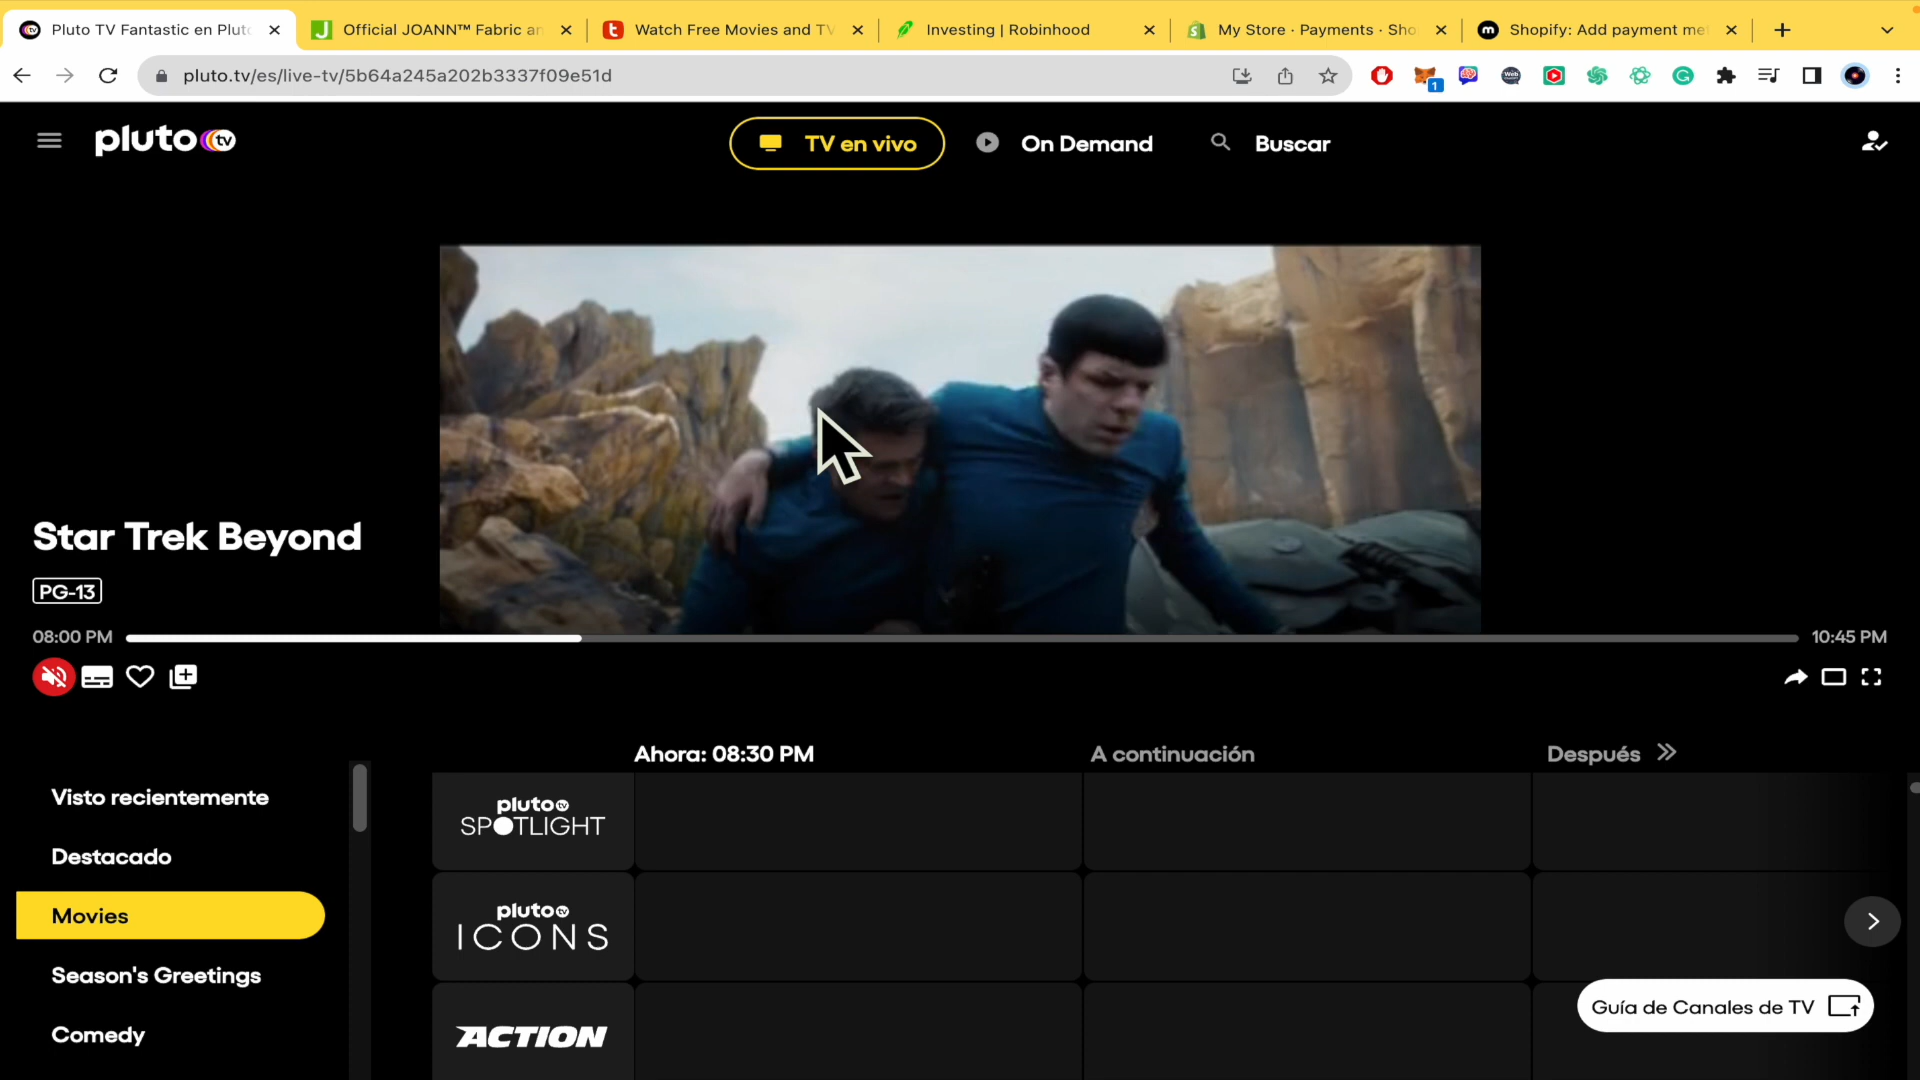 Pluto TV Fantastic en Pluto
Official JOANN™ Fabric an
Watch Free Movies and TV
Investing | Robinhood
My Store · Payments · Sho
Shopify: Add payment me
pluto.tv/es/live-tv/5b64a245a202b3337f09e51d
1
pluto tv
TV en vivo
On Demand
Buscar
Star Trek Beyond
PG-13
08:00 PM
10:45 PM
Ahora: 08:30 PM
A continuación
Después
Visto recientemente
Destacado
Movies
Season's Greetings
Comedy
pluto tv
SPOTLIGHT
pluto tv
ICONS
ACTION
Guía de Canales de TV